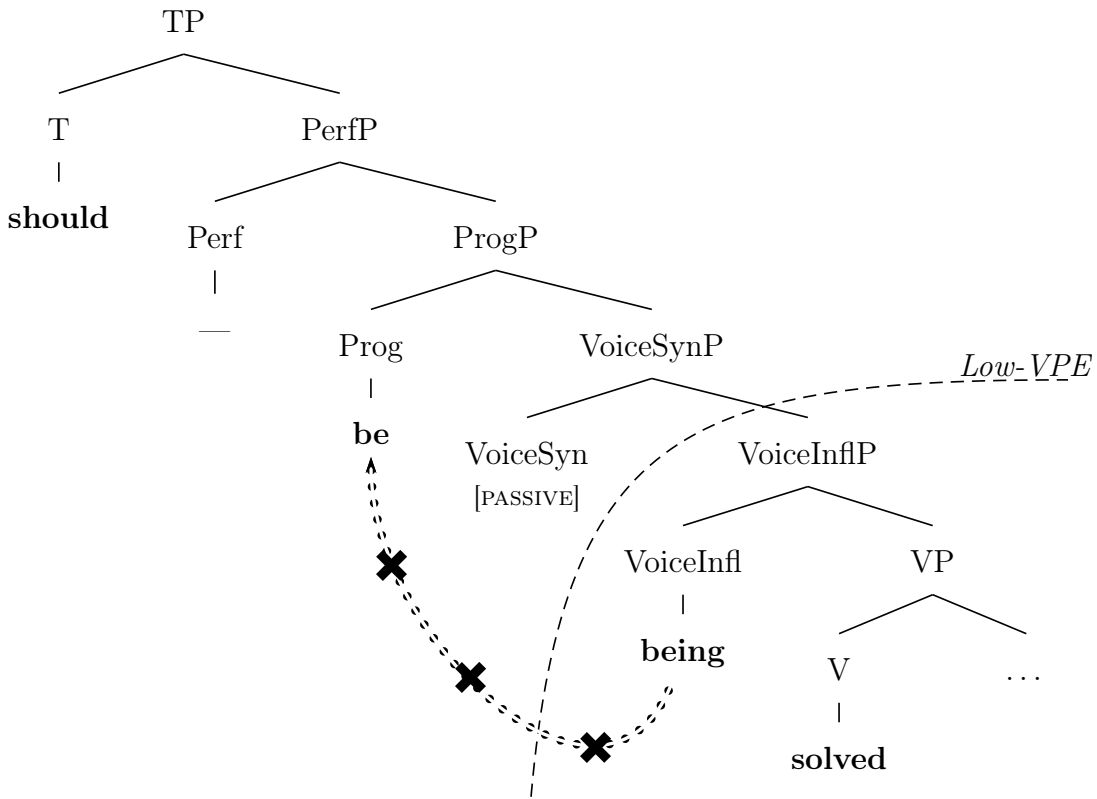 TP
T PerfP
should
Perf ProgP
—
Prog VoiceSynP
Low-VPE
be
VoiceSyn VoiceInflP
[PASSIVE]
VoiceInfl VP
being
V ...
solved